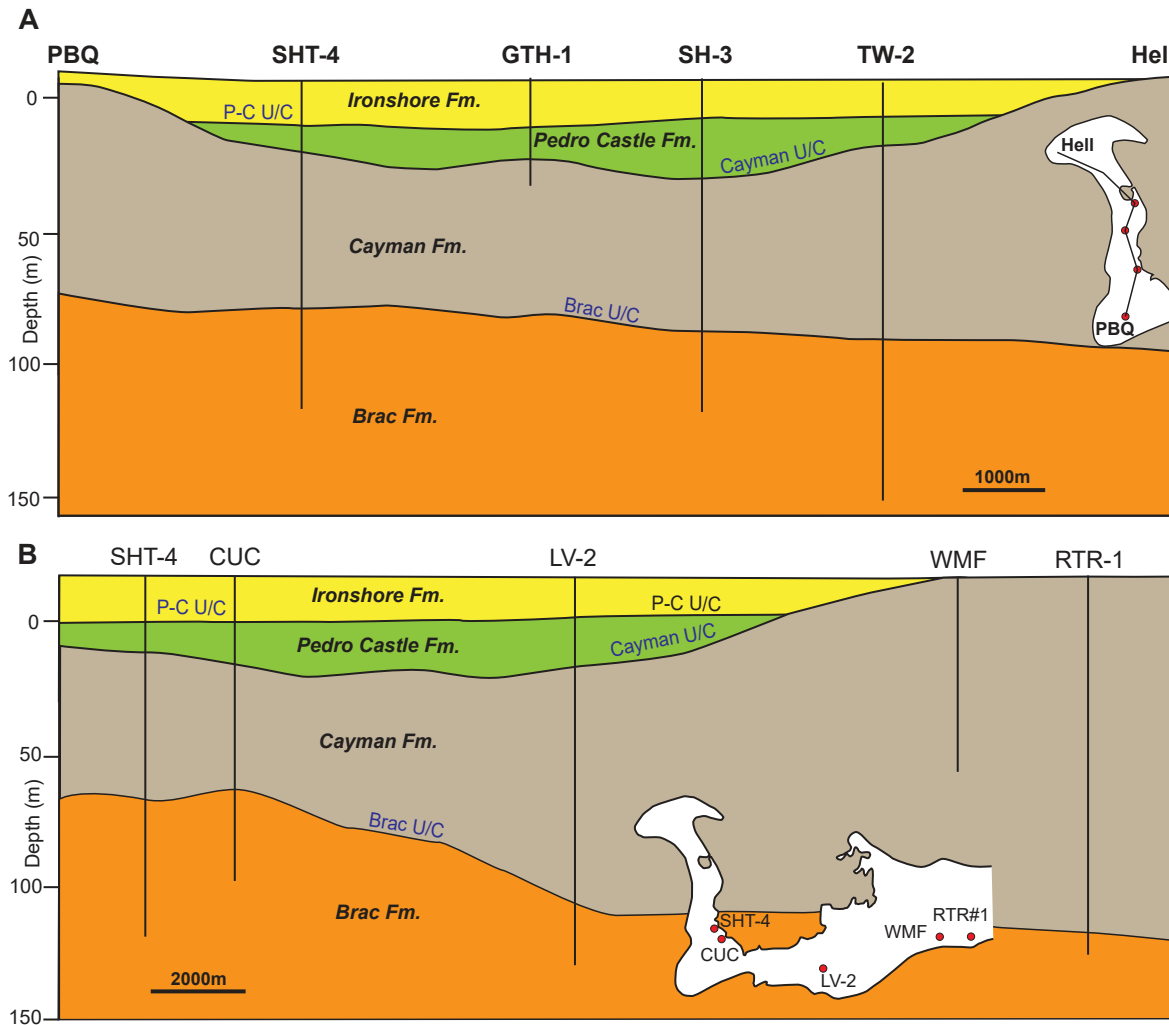 A
PBQ SHT-4 GTH-1 SH-3 TW-2 Hell
0
50
100
150
Depth (m)
Ironshore Fm.
P-C U/C
Pedro Castle Fm.
Cayman U/C
Cayman Fm.
Brac U/C
Brac Fm.
1000m
Hell
PBQ
B
SHT-4 CUC LV-2 WMF RTR-1
0
50
100
150
Depth (m)
Ironshore Fm.
P-C U/C
P-C U/C
Pedro Castle Fm.
Cayman U/C
Cayman Fm.
Brac U/C
Brac Fm.
2000m
SHT-4
CUC
LV-2
WMF
RTR#1